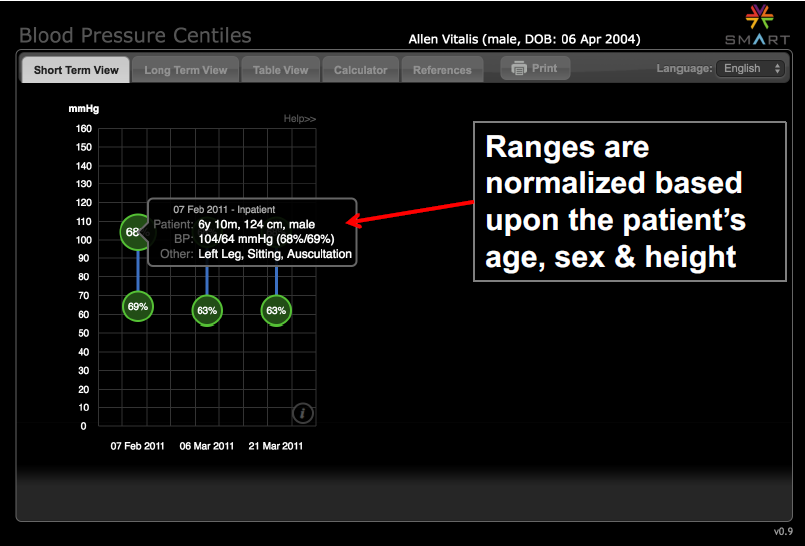 Blood Pressure Centiles
Allen Vitalis (male, DOB: 06 Apr 2004)
SMART
Short Term View
Long Term View
Table View
Calculator
References
Print
Language:
English
mmHg
Help>>
160
150
140
130
120
110
100
90
80
70
60
50
40
30
20
10
0
07 Feb 2011 - Inpatient
Patient: 6y 10m, 124 cm, male
BP: 104/64 mmHg (68%/69%)
Other: Left Leg, Sitting, Auscultation
68
69%
63%
63%
i
07 Feb 2011
06 Mar 2011
21 Mar 2011
Ranges are
normalized based
upon the patient’s
age, sex & height
v0.9